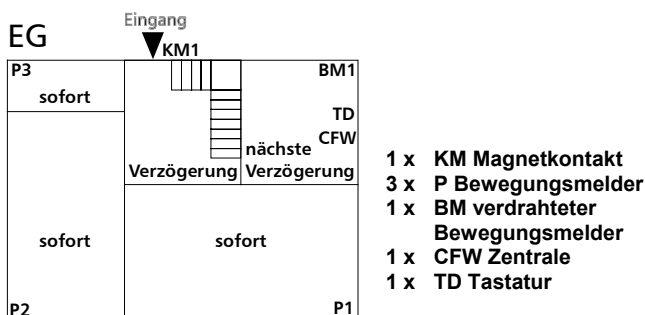 Eingang
EG
KM1
P3
BM1
sofort
TD
CFW
nächste
Verzögerung
Verzögerung
sofort
sofort
P2
P1
1 x KM Magnetkontakt
3 x P Bewegungsmelder
1 x BM verdrahteter
Bewegungsmelder
1 x CFW Zentrale
1 x TD Tastatur